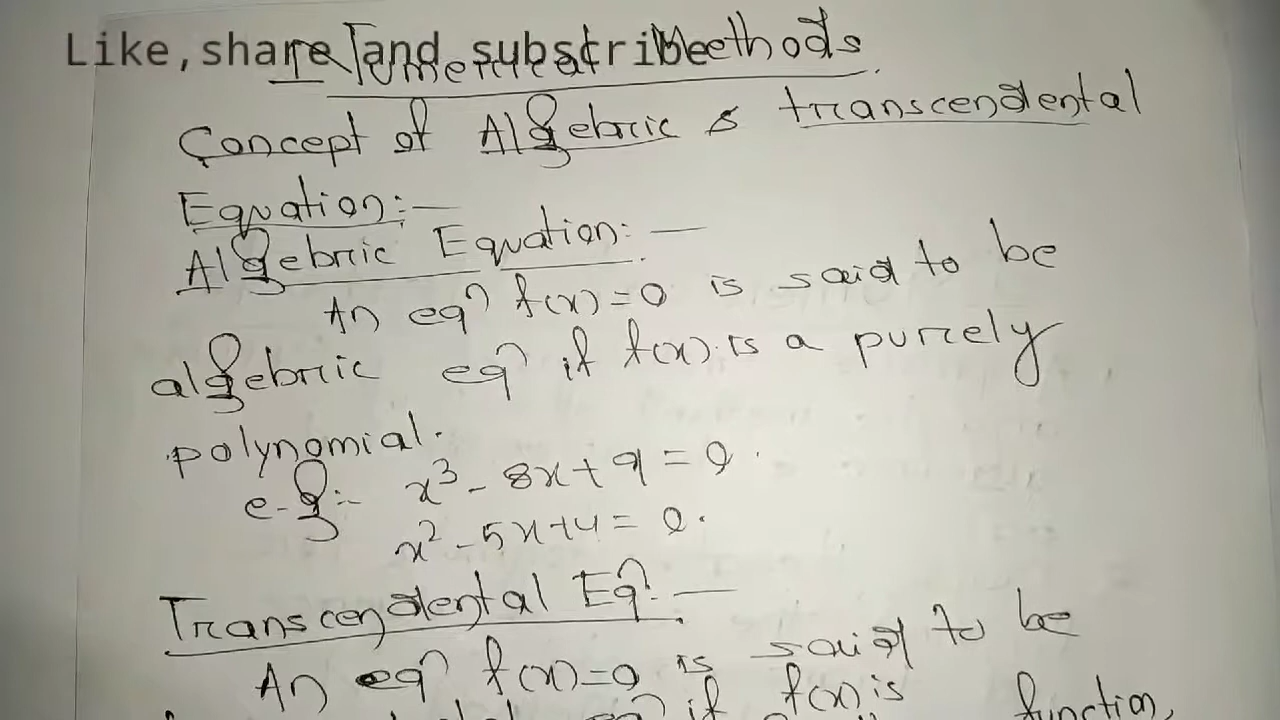 Like,share and subscribe
Numerical Methods
Concept of Algebric & transcendental
Equation:—
Algebric Equation:—
An eqn f(x)=0 is said to be
algebric eqn if f(x) is a purely
polynomial.
e.g:- x³ - 8x + 9 = 0.
x² - 5x + 4 = 0.
Transcendental Eqn:—
An eqn f(x)=0 is said to be
eqn if f(x) is function,